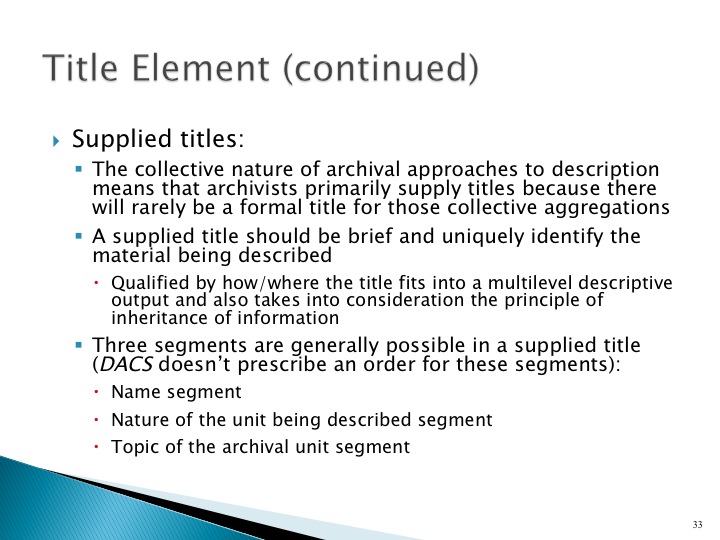 Title Element (continued)
Supplied titles:
The collective nature of archival approaches to description
means that archivists primarily supply titles because there
will rarely be a formal title for those collective aggregations
A supplied title should be brief and uniquely identify the
material being described
Qualified by how/where the title fits into a multilevel descriptive
output and also takes into consideration the principle of
inheritance of information
Three segments are generally possible in a supplied title
(DACS doesn’t prescribe an order for these segments):
Name segment
Nature of the unit being described segment
Topic of the archival unit segment
33